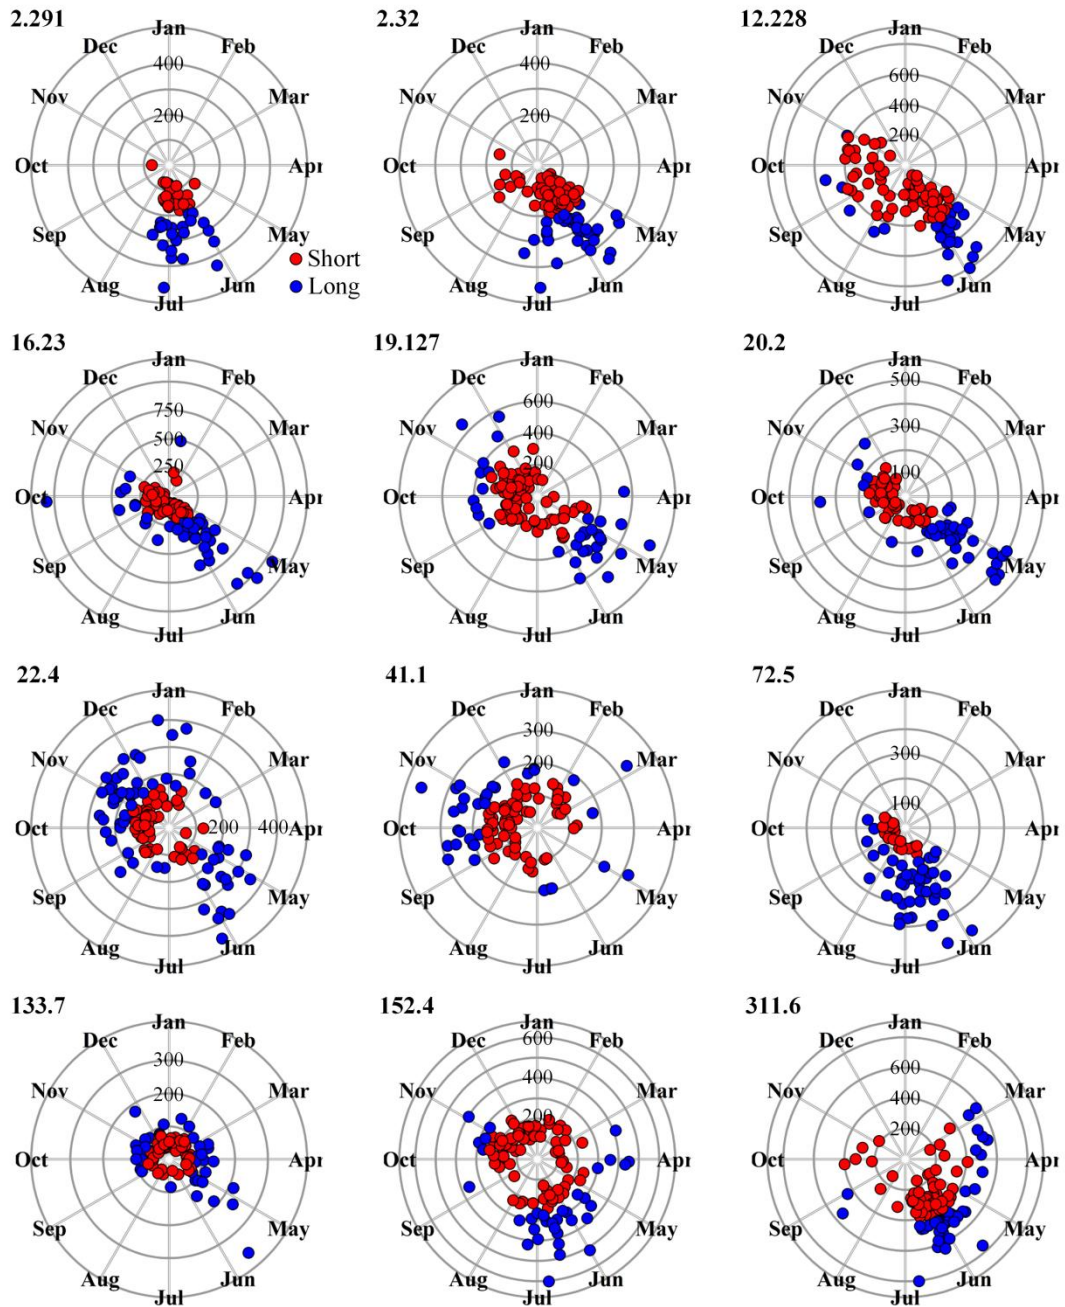 2.291 2.32 12.228
Jan Jan Jan
Dec Feb Dec Feb Dec Feb
400 400 600
Nov Mar Nov Mar Nov Mar
400
200 200 200
Oct Apr Oct Apr Oct Apr
Sep May Sep May Sep May
Short
Long
Aug Jun Aug Jun Aug Jun
Jul Jul Jul
16.23 19.127 20.2
Jan Jan Jan
Dec Feb Dec Feb Dec Feb
500
750 600 300
Nov Mar Nov Mar Nov Mar
500 400
250 200 100
Oct Apr Oct Apr Oct Apr
Sep May Sep May Sep May
Aug Jun Aug Jun Aug Jun
Jul Jul Jul
22.4 41.1 72.5
Jan Jan Jan
Dec Feb Dec Feb Dec Feb
300 300
Nov Mar Nov Mar Nov Mar
200 100
Oct 200 400 Apr Oct Apr Oct Apr
Sep May Sep May Sep May
Aug Jun Aug Jun Aug Jun
Jul Jul Jul
133.7 152.4 311.6
Jan Jan Jan
Dec Feb Dec Feb Dec Feb
600
300 400 600
Nov Mar Nov Mar Nov Mar
200 200 400
200
Oct Apr Oct Apr Oct Apr
Sep May Sep May Sep May
Aug Jun Aug Jun Aug Jun
Jul Jul Jul